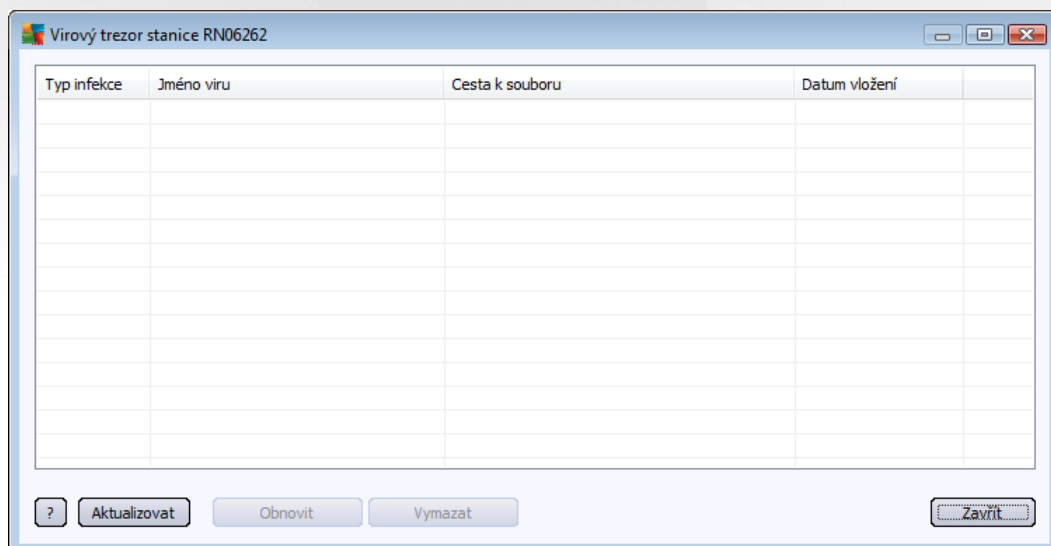 Virový trezor stanice RN06262
Typ infekce Jméno viru Cesta k souboru Datum vložení
? Aktualizovat Obnovit Vymazat Zavřít